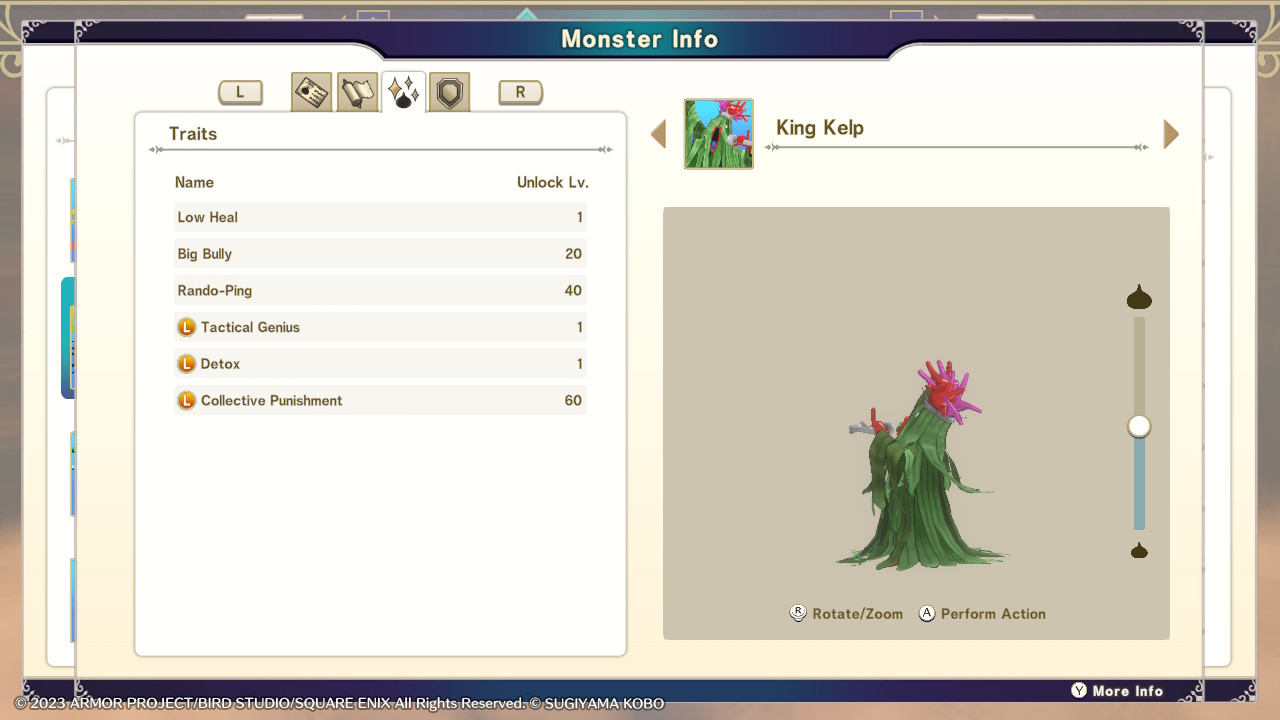 Monster Info
L
R
Traits
King Kelp
Name Unlock Lv.
Low Heal 1
Big Bully 20
Rando-Ping 40
L Tactical Genius 1
L Detox 1
L Collective Punishment 60
R Rotate/Zoom A Perform Action
Y More Info
© 2023 ARMOR PROJECT/BIRD STUDIO/SQUARE ENIX All Rights Reserved. © SUGIYAMA KOBO